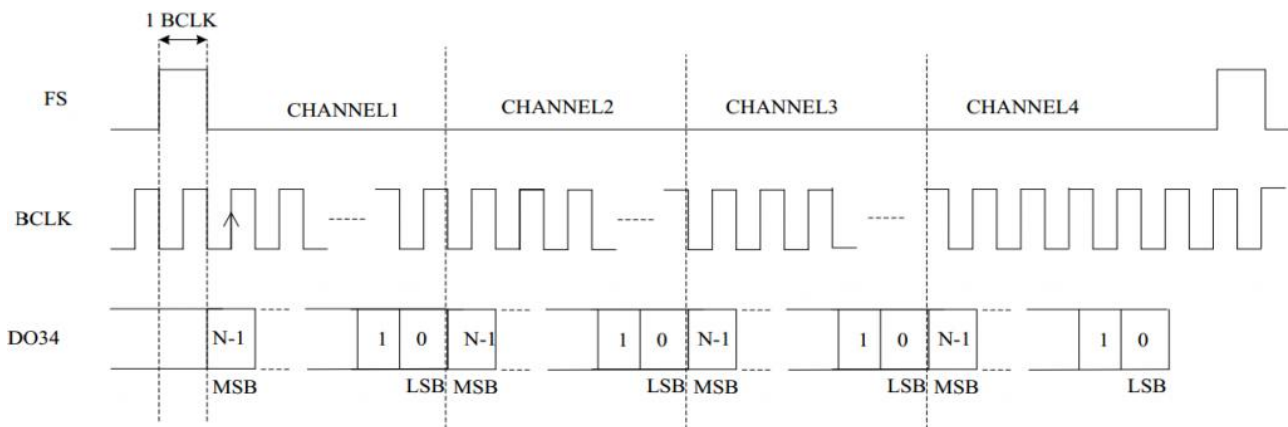 1 BCLK
FS
CHANNEL1 CHANNEL2 CHANNEL3 CHANNEL4
BCLK
DO34
N-1 1 0 N-1 1 0 N-1 1 0 N-1 1 0
MSB LSB MSB LSB MSB LSB MSB LSB